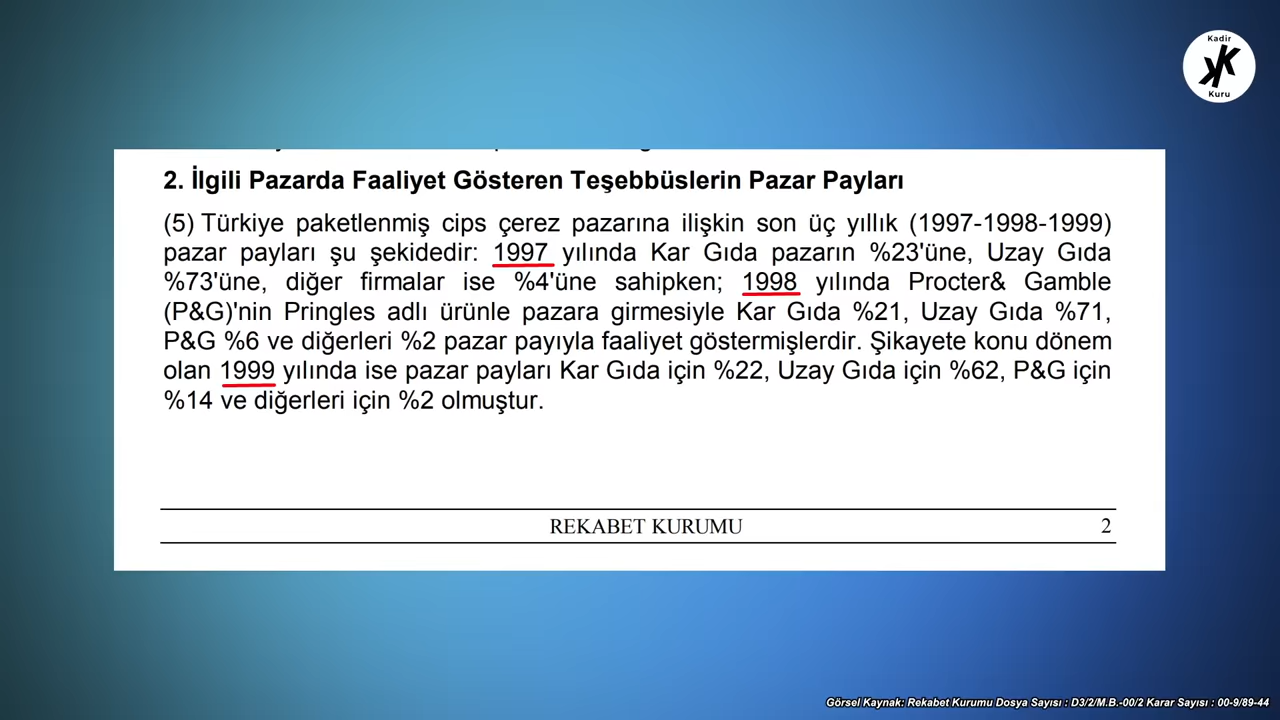 Kadir
KK
Kuru
2. İlgili Pazarda Faaliyet Gösteren Teşebbüslerin Pazar Payları
(5) Türkiye paketlenmiş cips çerez pazarına ilişkin son üç yıllık (1997-1998-1999)
pazar payları şu şekidedir: 1997 yılında Kar Gıda pazarın %23'üne, Uzay Gıda
%73'üne, diğer firmalar ise %4'üne sahipken; 1998 yılında Procter& Gamble
(P&G)'nin Pringles adlı ürünle pazara girmesiyle Kar Gıda %21, Uzay Gıda %71,
P&G %6 ve diğerleri %2 pazar payıyla faaliyet göstermişlerdir. Şikayete konu dönem
olan 1999 yılında ise pazar payları Kar Gıda için %22, Uzay Gıda için %62, P&G için
%14 ve diğerleri için %2 olmuştur.
REKABET KURUMU 2
Görsel Kaynak: Rekabet Kurumu Dosya Sayısı : D3/2/M.B.-00/2 Karar Sayısı : 00-9/89-44